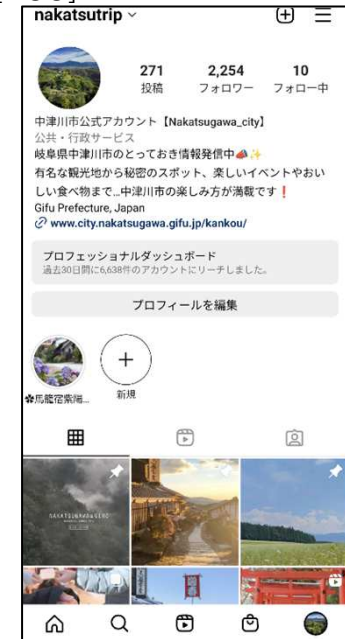 nakatsutrip
271
2,254
10
投稿
フォロワー
フォロー中
中津川市公式アカウント【Nakatsugawa_city】
公共・行政サービス
岐阜県中津川市のとっておき情報発信中📣✨
有名な観光地から秘密のスポット、楽しいイベントやおい
しい食べ物まで…中津川市の楽しみ方が満載です❗
Gifu Prefecture, Japan
www.city.nakatsugawa.gifu.jp/kankou/
プロフェッショナルダッシュボード
過去30日間に6,638件のアカウントにリーチしました。
プロフィールを編集
✿馬籠宿紫陽...
新規